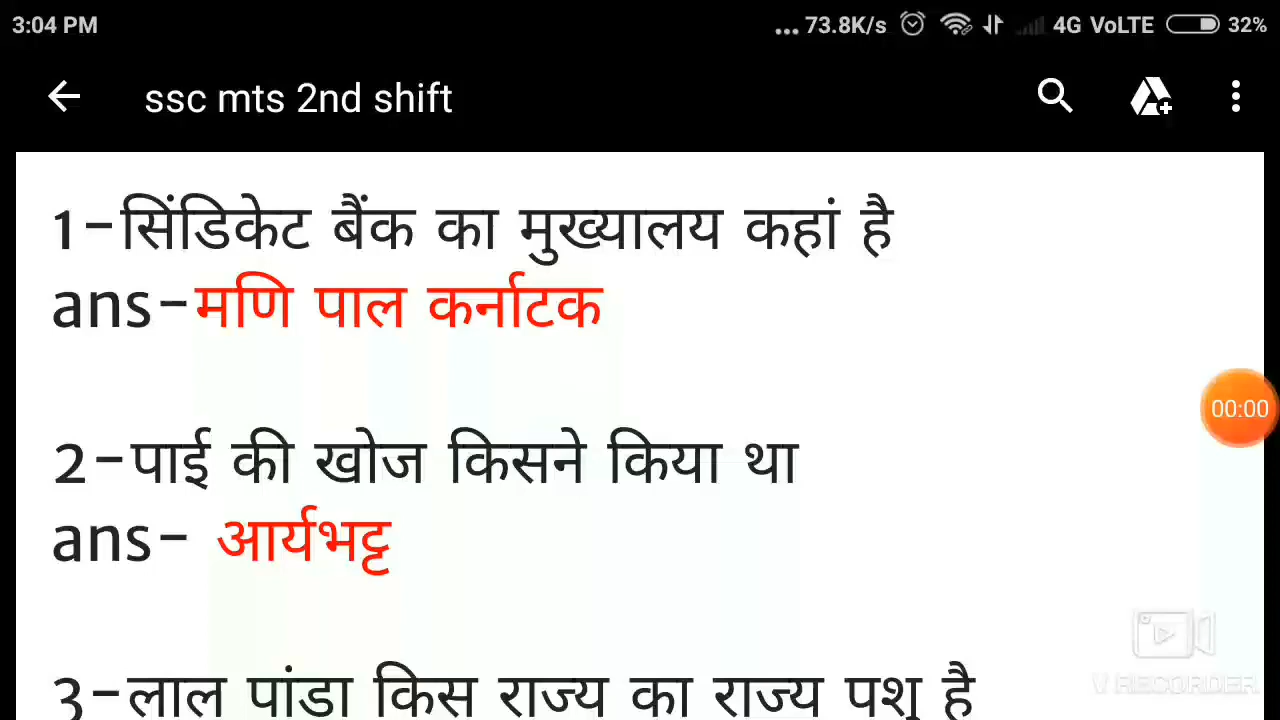 3:04 PM
... 73.8K/s 4G VoLTE 32%
ssc mts 2nd shift
1-सिंडिकेट बैंक का मुख्यालय कहां है
ans-मणि पाल कर्नाटक
00:00
2-पाई की खोज किसने किया था
ans- आर्यभट्ट
V RECORDER
3-लाल पांडा किस राज्य का राज्य पशु है